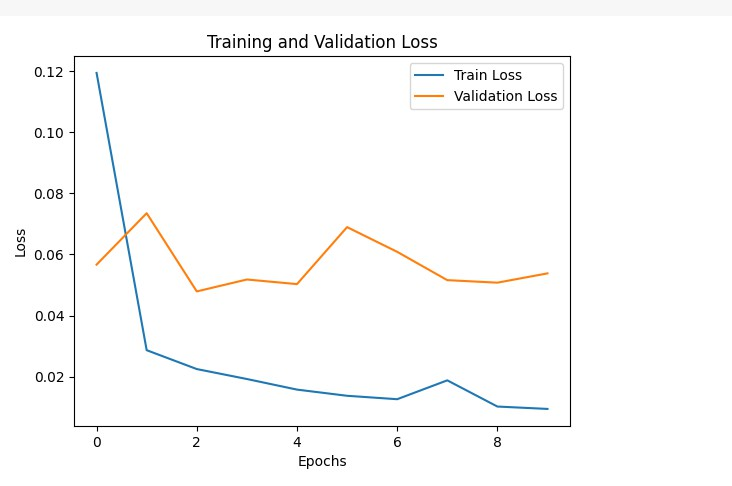 Training and Validation Loss
Train Loss
Validation Loss
0.12
0.10
0.08
0.06
0.04
0.02
Loss
0 2 4 6 8
Epochs